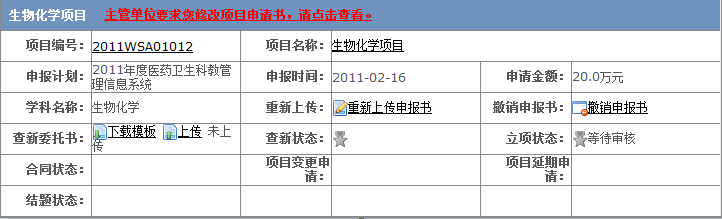 生物化学项目 主管单位要求您修改项目申请书，请点击查看。
项目编号： 2011WSA01012 项目名称： 生物化学项目
申报计划： 2011年度医药卫生科教管
理信息系统 申报时间： 2011-02-16 申请金额： 20.0万元
学科名称： 生物化学 重新上传： 重新上传申报书 撤销申报书： 撤销申报书
查新委托书： 下载模板 上传 未上
传 查新状态： 立项状态： 等待审核
合同状态： 项目变更申
请： 项目延期申
请：
结题状态：